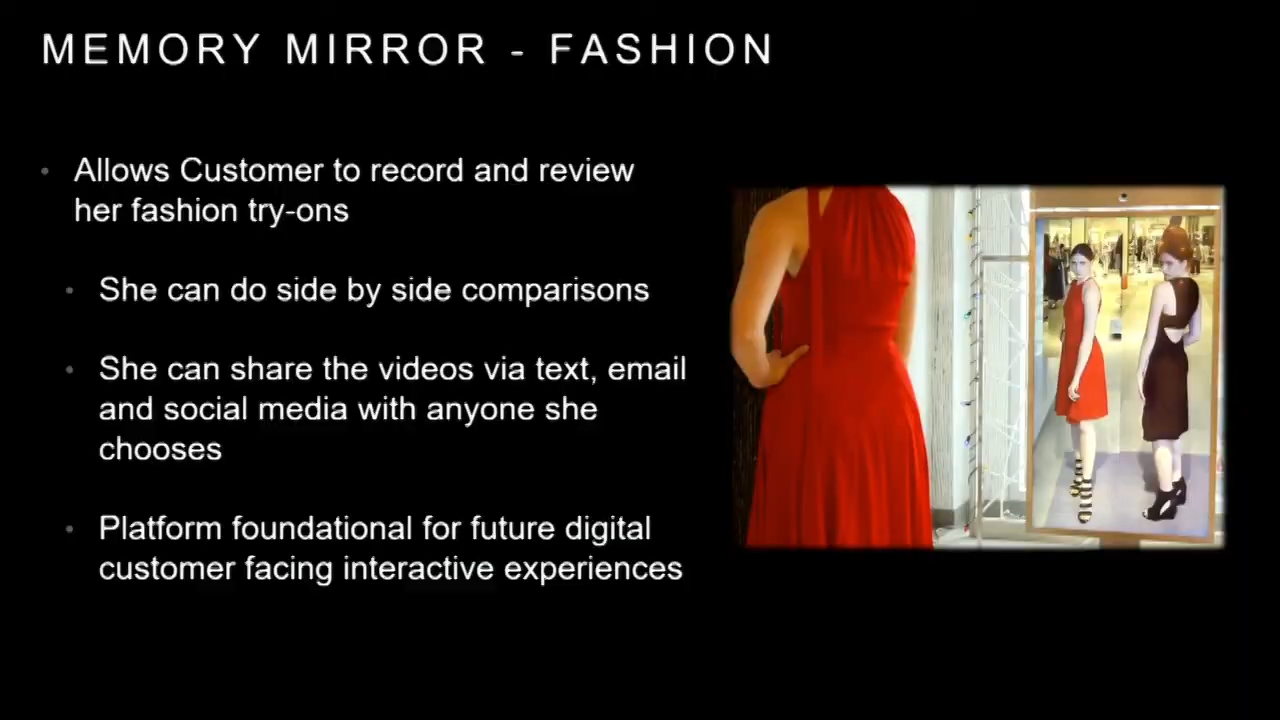 MEMORY MIRROR - FASHION
• Allows Customer to record and review
her fashion try-ons
• She can do side by side comparisons
• She can share the videos via text, email
and social media with anyone she
chooses
• Platform foundational for future digital
customer facing interactive experiences